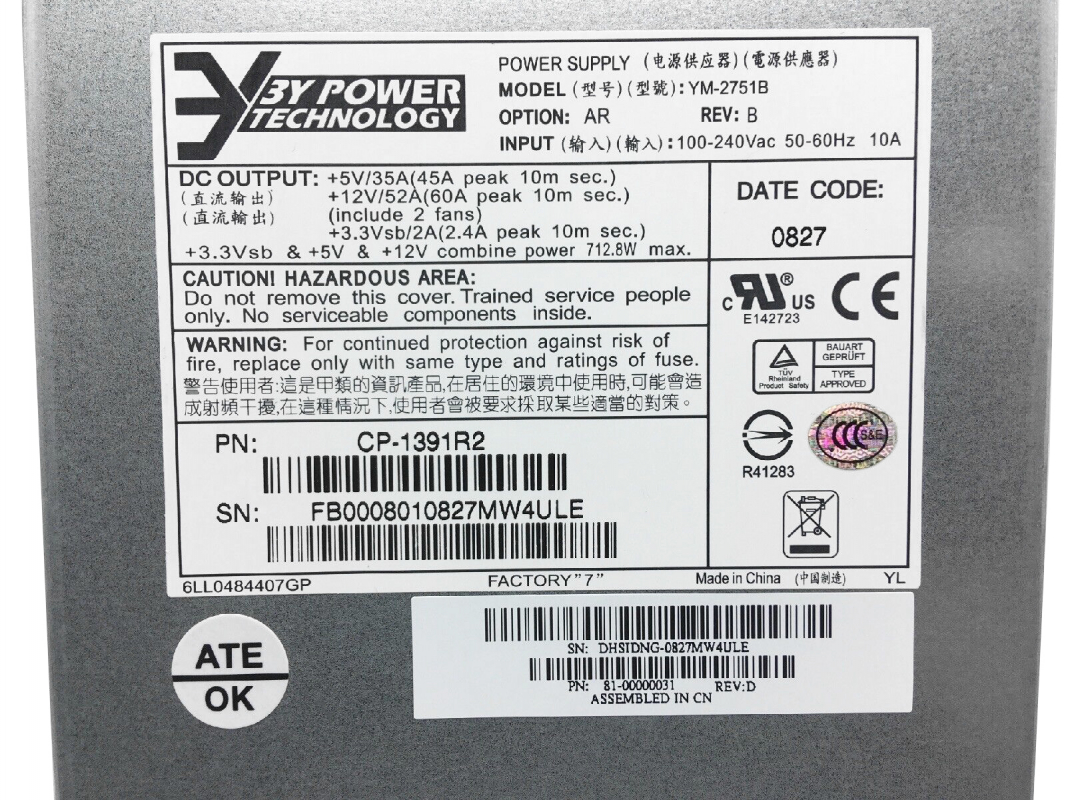 3Y POWER
TECHNOLOGY
POWER SUPPLY (电源供应器)(電源供應器)
MODEL (型号)(型號): YM-2751B
OPTION: AR REV: B
INPUT (输入)(輸入): 100-240Vac 50-60Hz 10A
DC OUTPUT: +5V/35A(45A peak 10m sec.)
(直流输出) +12V/52A(60A peak 10m sec.)
(直流輸出) (include 2 fans)
+3.3Vsb/2A(2.4A peak 10m sec.)
+3.3Vsb & +5V & +12V combine power 712.8W max.
DATE CODE:
0827
CAUTION! HAZARDOUS AREA:
Do not remove this cover. Trained service people
only. No serviceable components inside.
WARNING: For continued protection against risk of
fire, replace only with same type and ratings of fuse.
警告使用者:這是甲類的資訊產品,在居住的環境中使用時,可能會造
成射頻干擾,在這種情況下,使用者會被要求採取某些適當的對策。
c RU ® US
E142723
CE
TÜV
Rheinland
Product Safety
BAUART
GEPRÜFT
TYPE
APPROVED
R41283
CCC S&E
PN: CP-1391R2
SN: FB0008010827MW4ULE
6LL0484407GP FACTORY"7" Made in China (中国制造) YL
ATE
OK
SN: DHSIDNG-0827MW4ULE
PN: 81-00000031 REV:D
ASSEMBLED IN CN